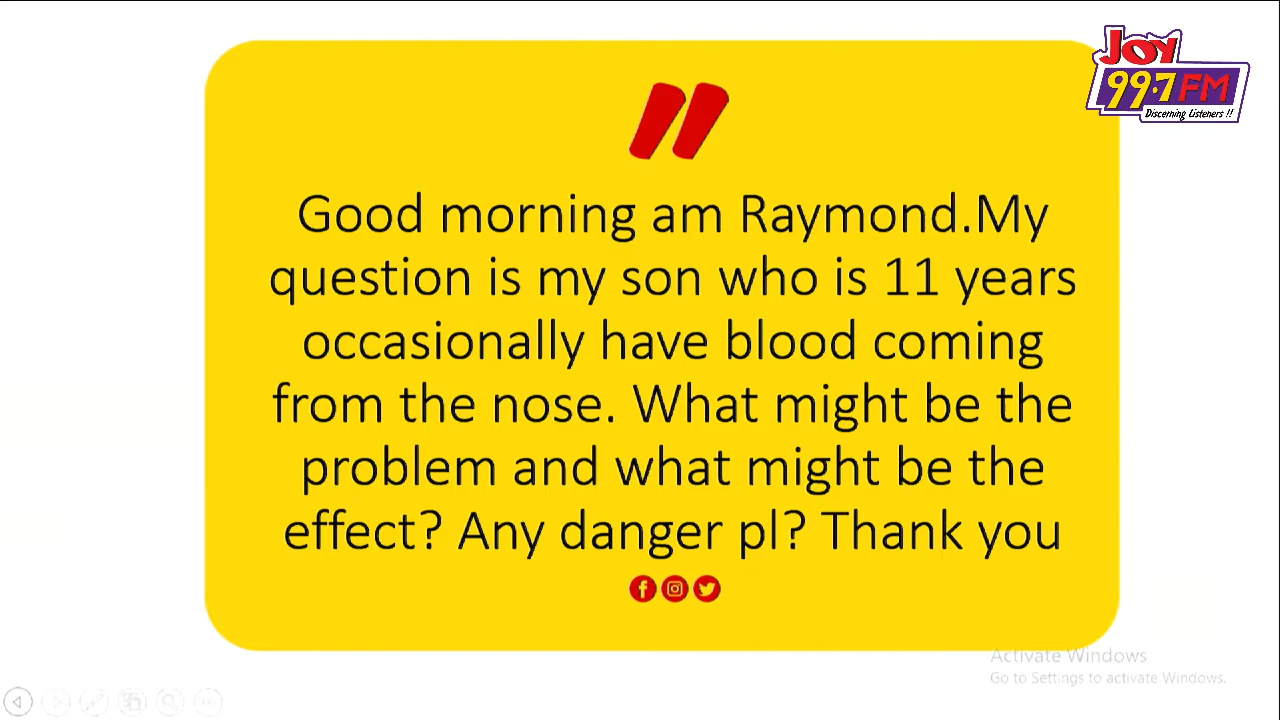 JOY
99.7 FM
Discerning Listeners !!
Good morning am Raymond.My
question is my son who is 11 years
occasionally have blood coming
from the nose. What might be the
problem and what might be the
effect? Any danger pl? Thank you
Activate Windows
Go to Settings to activate Windows.